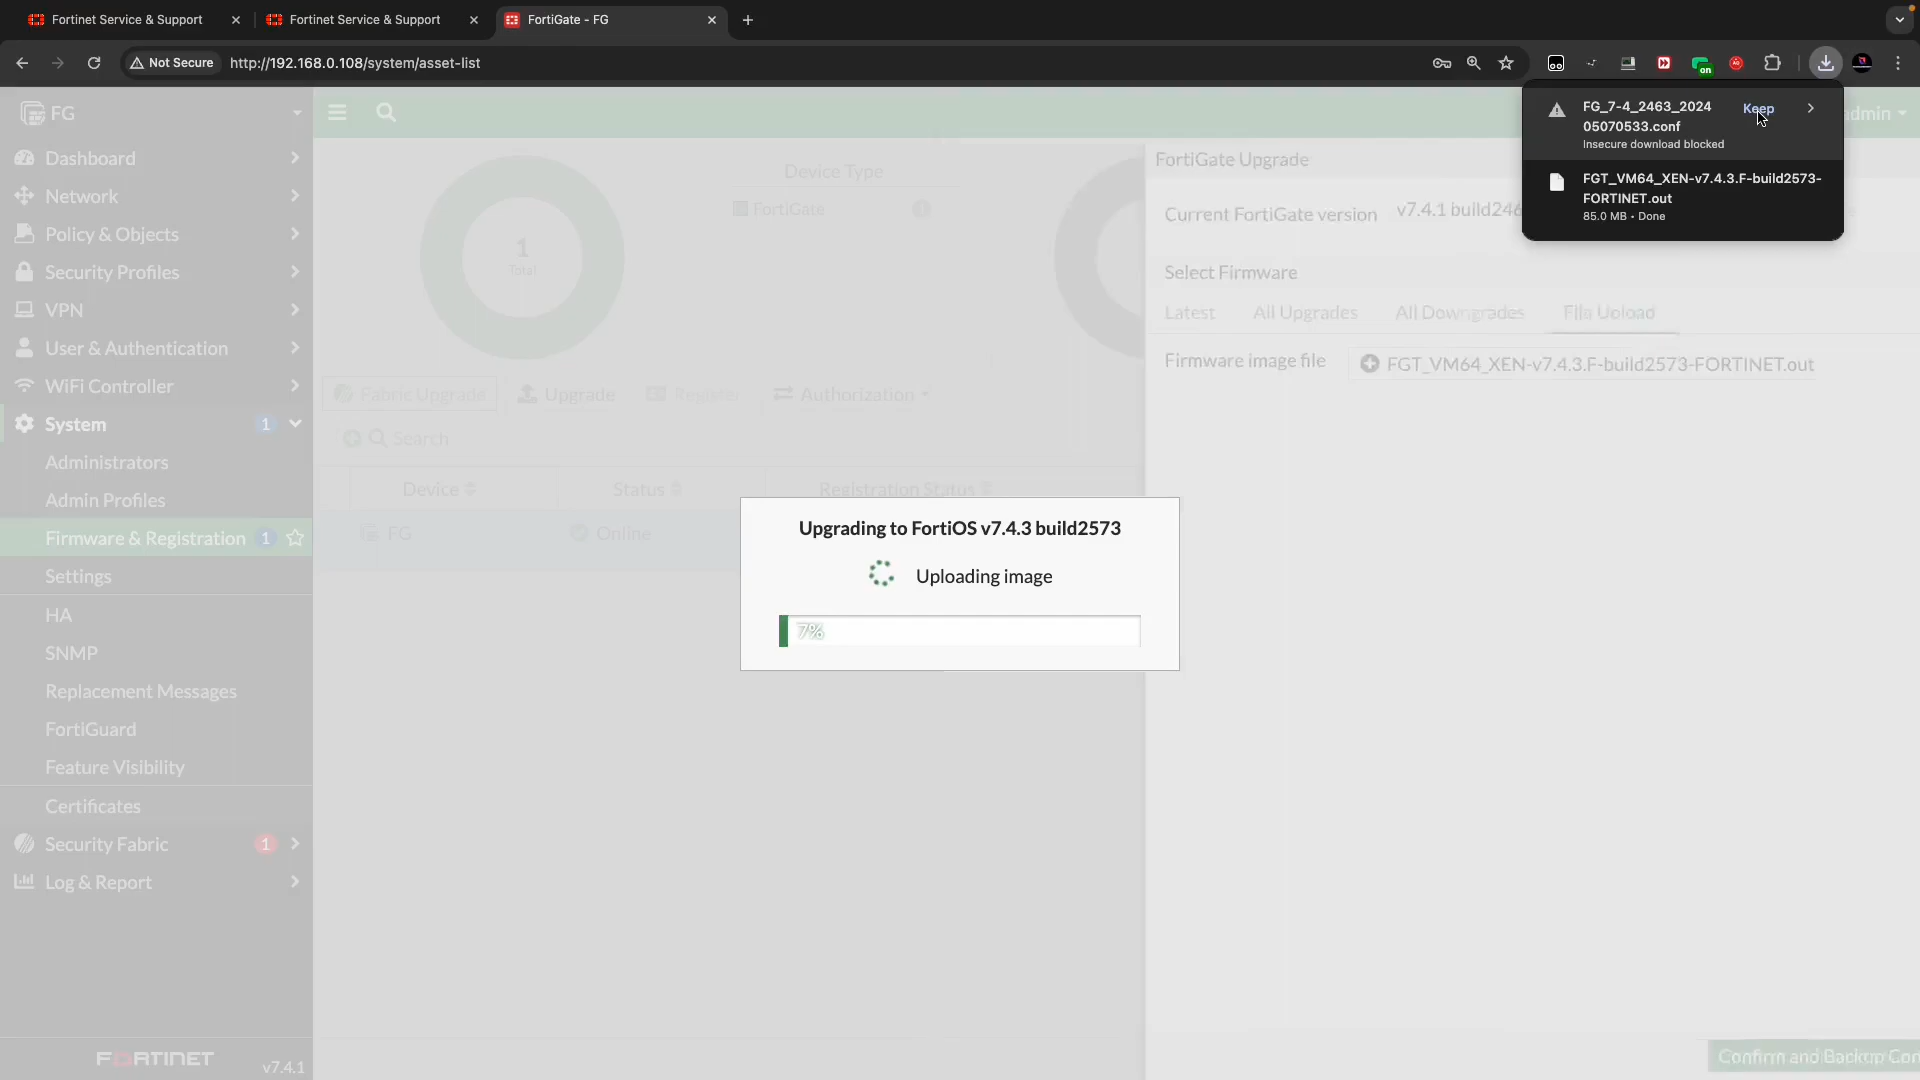 Fortinet Service & Support
Fortinet Service & Support
FortiGate - FG
Not Secure
http://192.168.0.108/system/asset-list
on
FG
Dashboard
Network
Policy & Objects
Security Profiles
VPN
User & Authentication
WiFi Controller
System 1
Administrators
Admin Profiles
Firmware & Registration 1
Settings
HA
SNMP
Replacement Messages
FortiGuard
Feature Visibility
Certificates
Security Fabric 1
Log & Report
FORTINET
v7.4.1
1
Total
Device Type
FortiGate 1
Fabric Upgrade
Upgrade
Register
Authorization
Search
Device
Status
Registration Status
FG
Online
Upgrading to FortiOS v7.4.3 build2573
Uploading image
7%
admin
FG_7-4_2463_2024
05070533.conf
Insecure download blocked
Keep
FGT_VM64_XEN-v7.4.3.F-build2573-
FORTINET.out
85.0 MB • Done
FortiGate Upgrade
Current FortiGate version
v7.4.1
Select Firmware
Latest
All Upgrades
All Downgrades
File Upload
Firmware image file
FGT_VM64_XEN-v7.4.3.F-build2573-FORTINET.out
Confirm and Backup Con